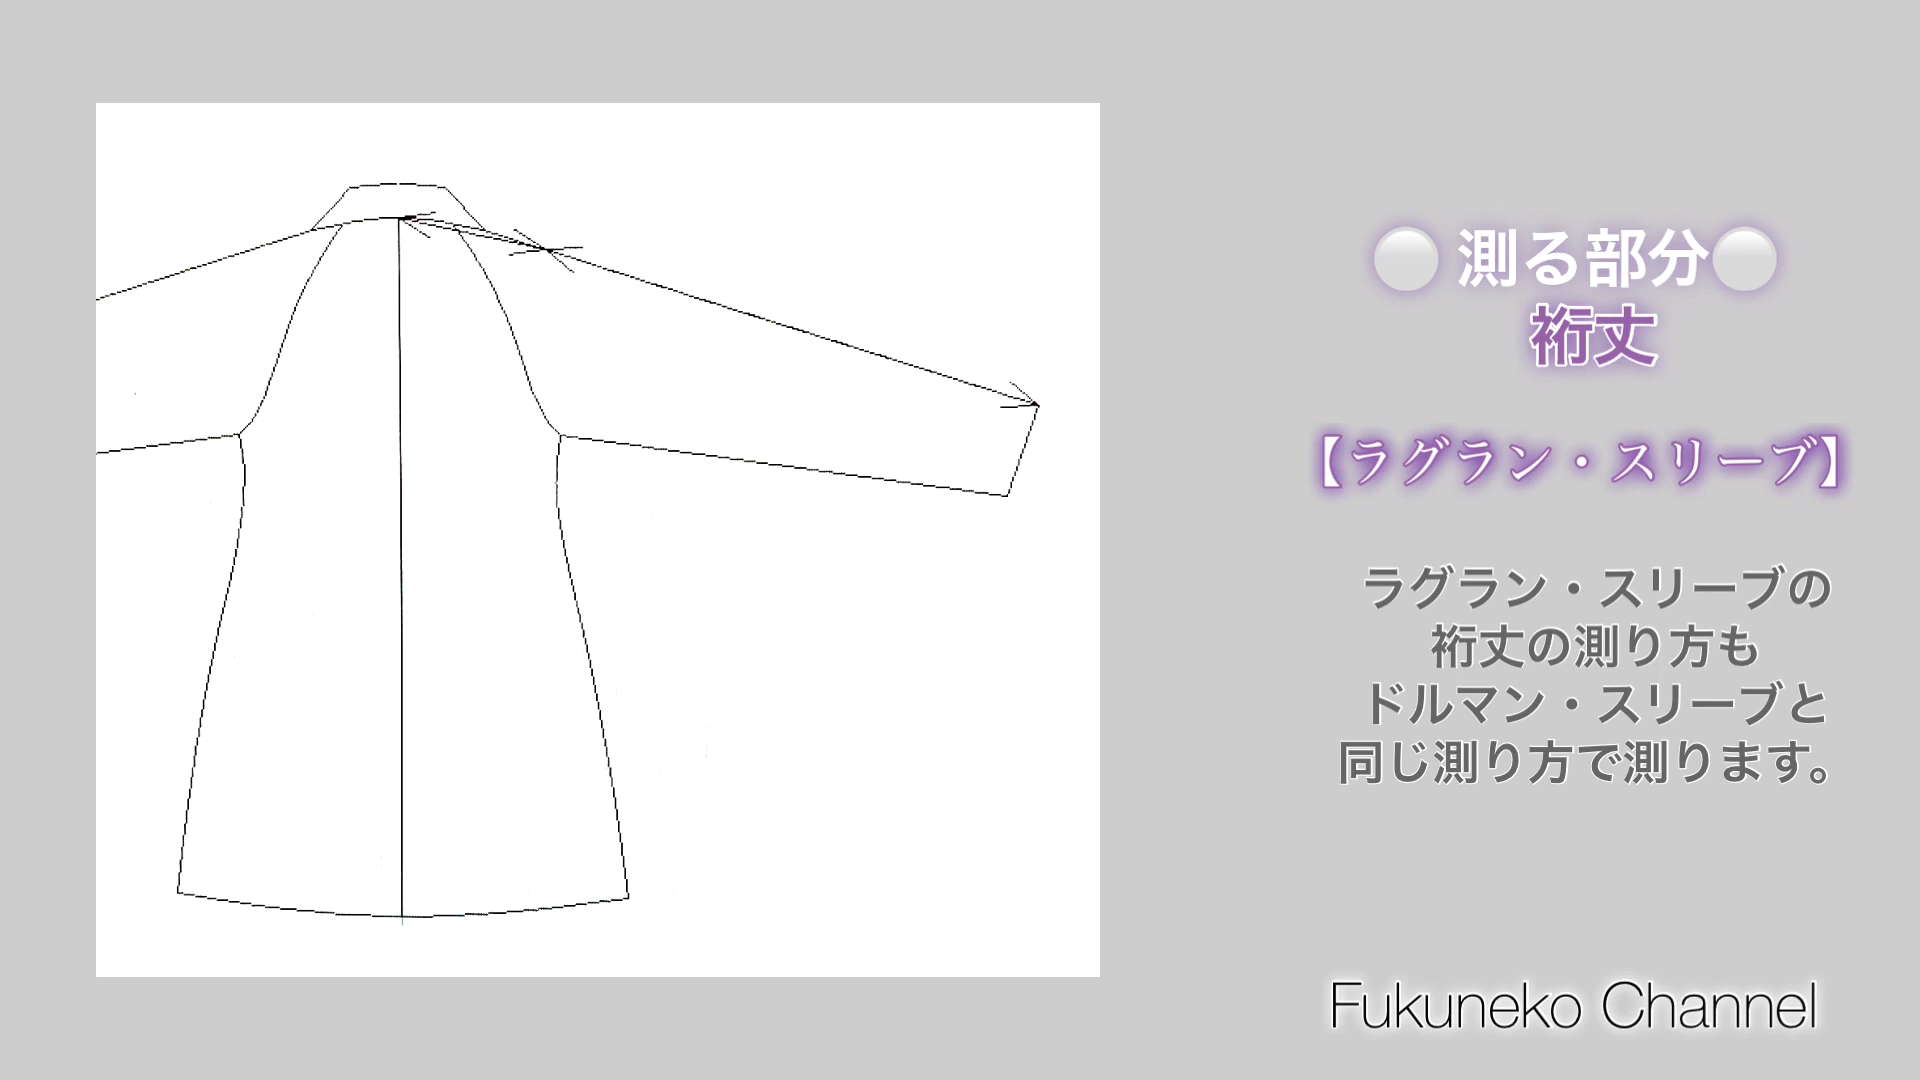 ⚪️測る部分⚪️
裄丈
【ラグラン・スリーブ】
ラグラン・スリーブの
裄丈の測り方も
ドルマン・スリーブと
同じ測り方で測ります。
Fukuneko Channel